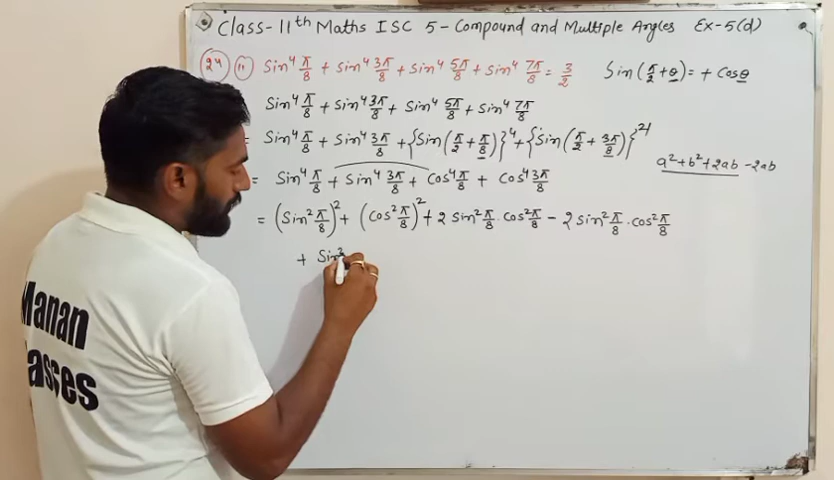 Class-11th Maths ISC 5-Compound and Multiple Angles Ex-5(d)
24 (ii) Sin⁴ π/8 + Sin⁴ 3π/8 + Sin⁴ 5π/8 + Sin⁴ 7π/8 = 3/2 Sin(π/2+θ) = + Cosθ
Sin⁴ π/8 + Sin⁴ 3π/8 + Sin⁴ 5π/8 + Sin⁴ 7π/8
= Sin⁴ π/8 + Sin⁴ 3π/8 + {Sin(π/2 + π/8)}⁴ + {Sin(π/2 + 3π/8)}⁴
a² + b² + 2ab - 2ab
= Sin⁴ π/8 + Sin⁴ 3π/8 + Cos⁴ π/8 + Cos⁴ 3π/8
= (Sin² π/8)² + (Cos² π/8)² + 2 Sin² π/8 . Cos² π/8 - 2 Sin² π/8 . Cos² π/8
+ Sin²
Manan
asses